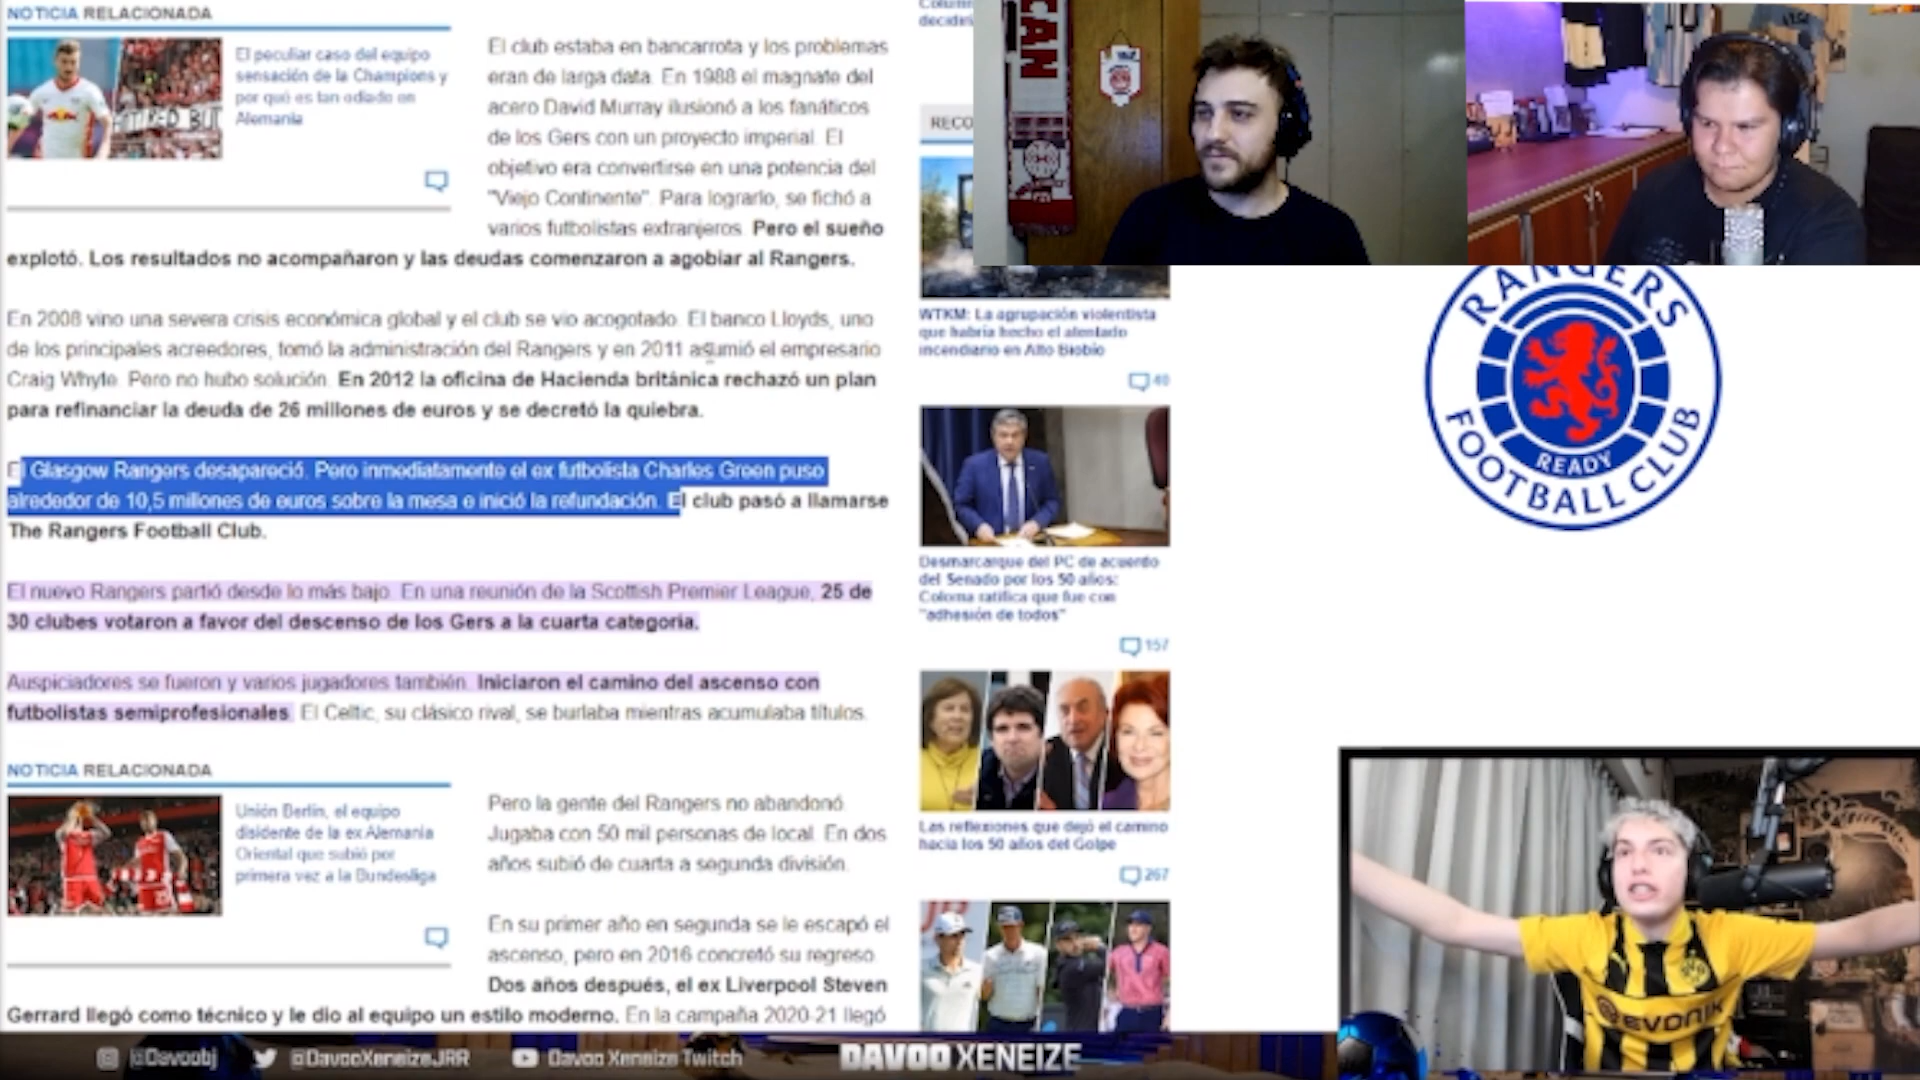 NOTICIA RELACIONADA
El peculiar caso del equipo
sensación de la Champions y
por qué es tan odiado en
Alemania
El club estaba en bancarrota y los problemas
eran de larga data. En 1988 el magnate del
acero David Murray ilusionó a los fanáticos
de los Gers con un proyecto imperial. El
objetivo era convertirse en una potencia del
"Viejo Continente". Para lograrlo, se fichó a
varios futbolistas extranjeros. Pero el sueño
explotó. Los resultados no acompañaron y las deudas comenzaron a agobiar al Rangers.
En 2008 vino una severa crisis económica global y el club se vio acogotado. El banco Lloyds, uno
de los principales acreedores, tomó la administración del Rangers y en 2011 asumió el empresario
Craig Whyte. Pero no hubo solución. En 2012 la oficina de Hacienda británica rechazó un plan
para refinanciar la deuda de 26 millones de euros y se decretó la quiebra.
El Glasgow Rangers desapareció. Pero inmediatamente el ex futbolista Charles Green puso
alrededor de 10,5 millones de euros sobre la mesa e inició la refundación. El club pasó a llamarse
The Rangers Football Club.
El nuevo Rangers partió desde lo más bajo. En una reunión de la Scottish Premier League, 25 de
30 clubes votaron a favor del descenso de los Gers a la cuarta categoría.
Auspiciadores se fueron y varios jugadores también. Iniciaron el camino del ascenso con
futbolistas semiprofesionales. El Celtic, su clásico rival, se burlaba mientras acumulaba títulos.
NOTICIA RELACIONADA
Unión Berlin, el equipo
disidente de la ex Alemania
Oriental que subió por
primera vez a la Bundesliga
Pero la gente del Rangers no abandonó.
Jugaba con 50 mil personas de local. En dos
años subió de cuarta a segunda división.
En su primer año en segunda se le escapó el
ascenso, pero en 2016 concretó su regreso.
Dos años después, el ex Liverpool Steven
Gerrard llegó como técnico y le dio al equipo un estilo moderno. En la campaña 2020-21 llegó
RECO
WTKM: La agrupación violentista
que habría hecho el atentado
incendiario en Alto Biobío
40
Desmarcarque del PC de acuerdo
del Senado por los 50 años:
Coloma ratifica que fue con
"adhesión de todos"
157
Las reflexiones que dejó el camino
hacia los 50 años del Golpe
267
CAN
RANGERS
FOOTBALL CLUB
READY
EVONIK
@Davoobj @DavooXeneizeJRR Davoo Xeneize Twitch DAVOO XENEIZE